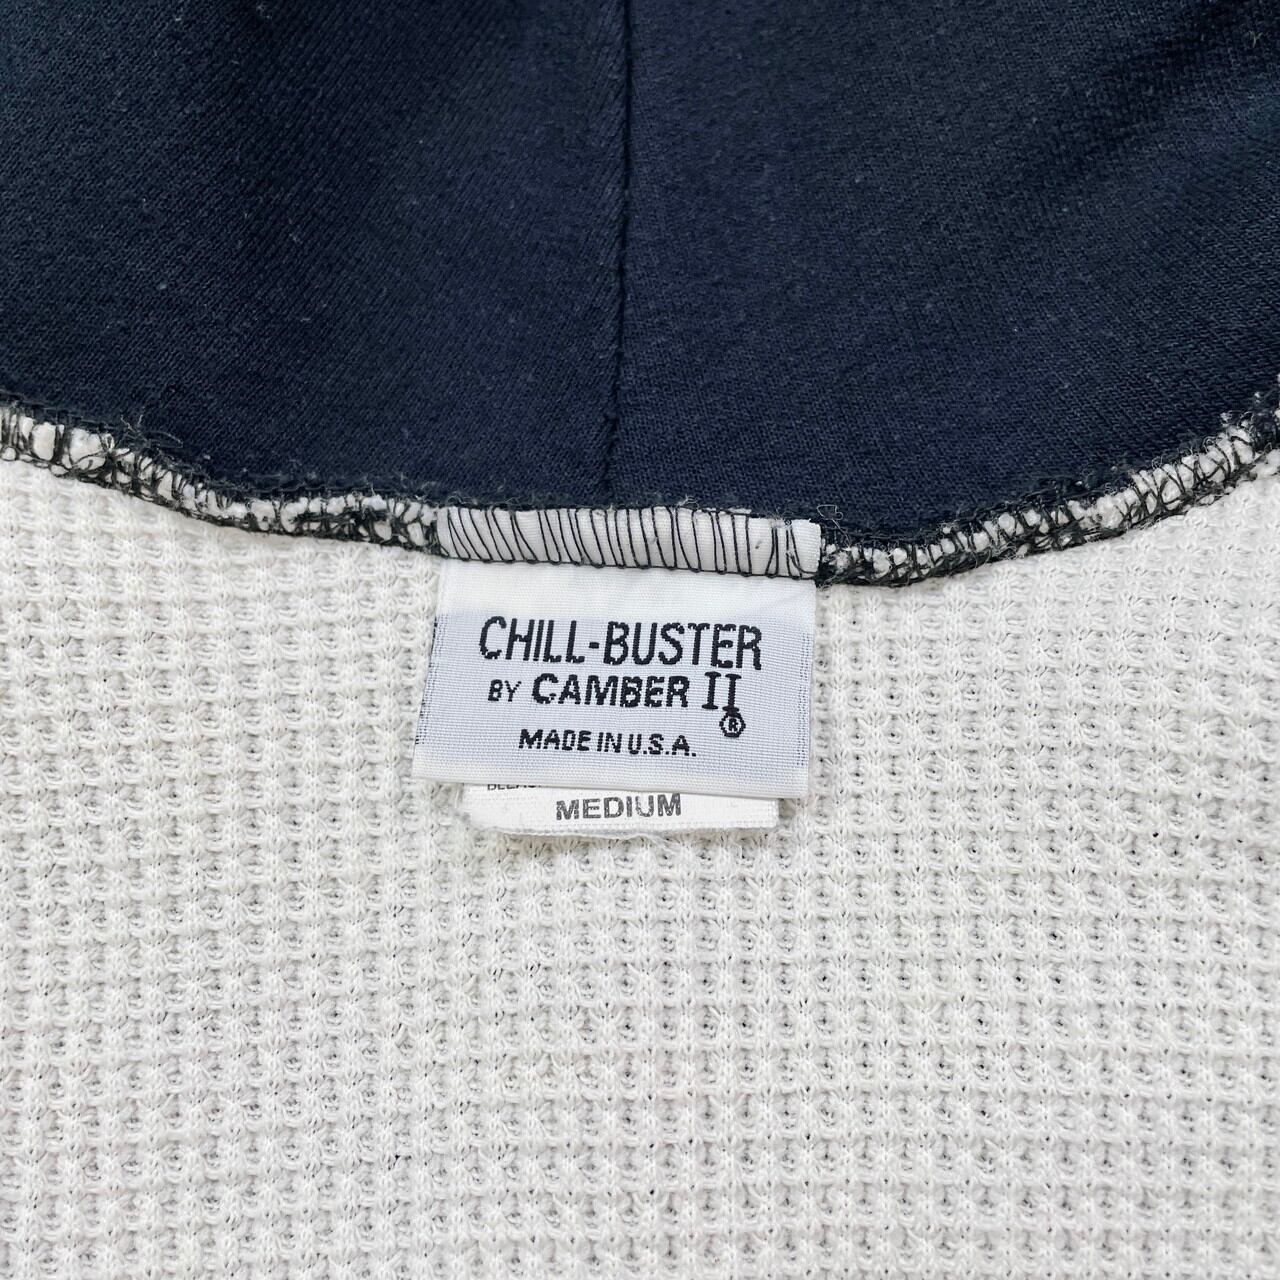 CHILL-BUSTER
BY CAMBER II
®
MADE IN U.S.A.
MEDIUM